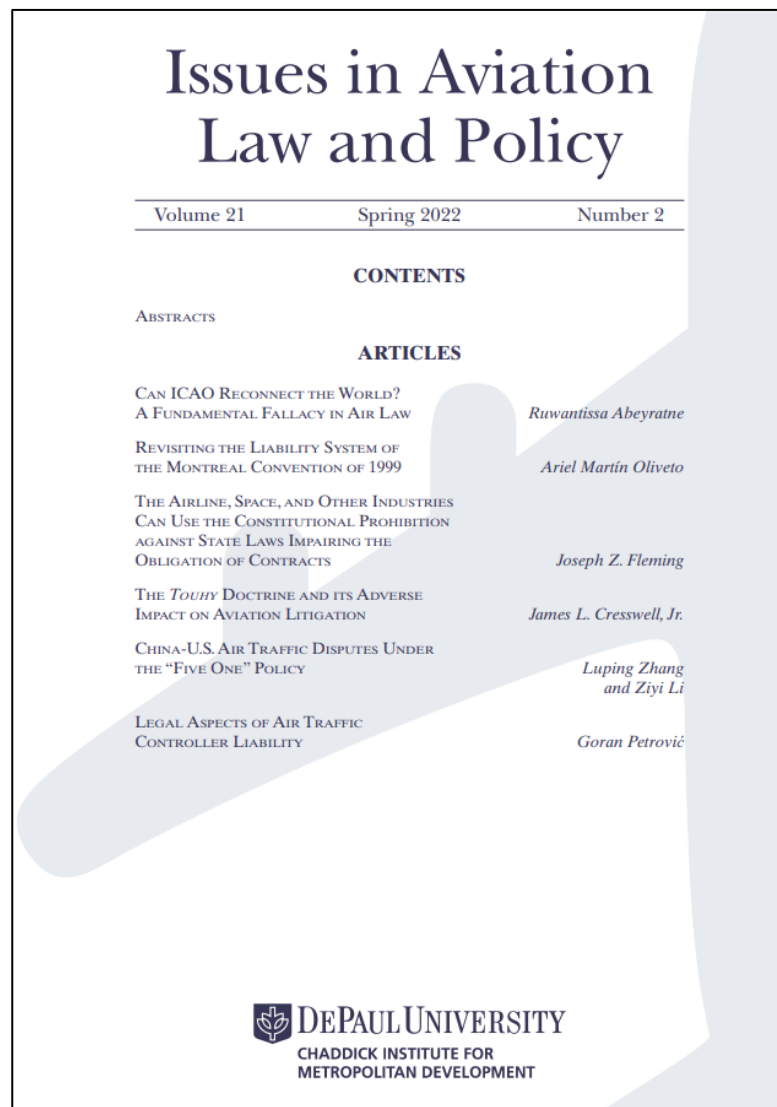 Issues in Aviation
Law and Policy
Volume 21 Spring 2022 Number 2
CONTENTS
ABSTRACTS
ARTICLES
CAN ICAO RECONNECT THE WORLD?
A FUNDAMENTAL FALLACY IN AIR LAW Ruwantissa Abeyratne
REVISITING THE LIABILITY SYSTEM OF
THE MONTREAL CONVENTION OF 1999 Ariel Martín Oliveto
THE AIRLINE, SPACE, AND OTHER INDUSTRIES
CAN USE THE CONSTITUTIONAL PROHIBITION
AGAINST STATE LAWS IMPAIRING THE
OBLIGATION OF CONTRACTS Joseph Z. Fleming
THE TOUHY DOCTRINE AND ITS ADVERSE
IMPACT ON AVIATION LITIGATION James L. Cresswell, Jr.
CHINA-U.S. AIR TRAFFIC DISPUTES UNDER
THE “FIVE ONE” POLICY Luping Zhang
and Ziyi Li
LEGAL ASPECTS OF AIR TRAFFIC
CONTROLLER LIABILITY Goran Petrović
DEPAUL UNIVERSITY
CHADDICK INSTITUTE FOR
METROPOLITAN DEVELOPMENT